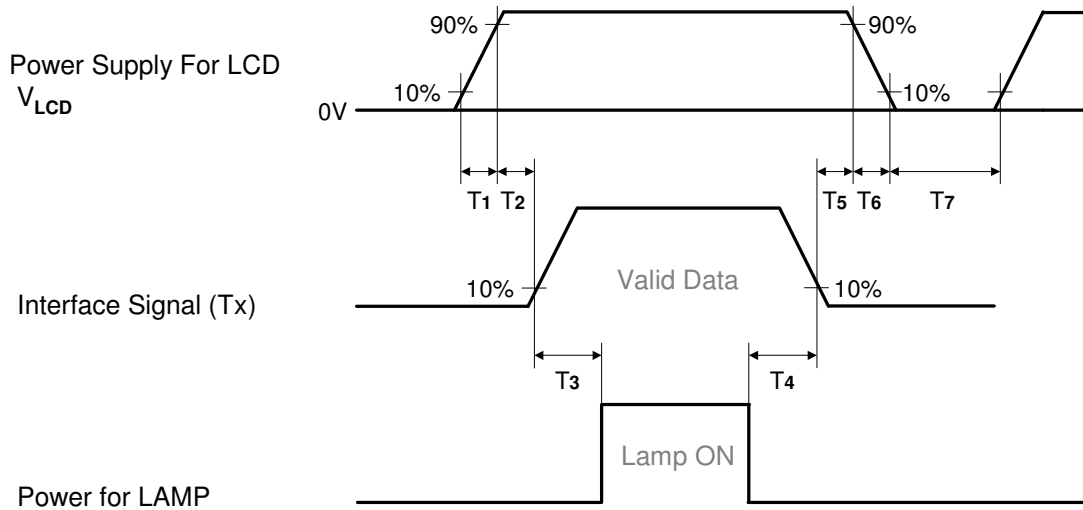 90%
90%
Power Supply For LCD
VLCD
10%
10%
0V
T1
T2
T5
T6
T7
Valid Data
10%
10%
Interface Signal (Tx)
T3
T4
Lamp ON
Power for LAMP